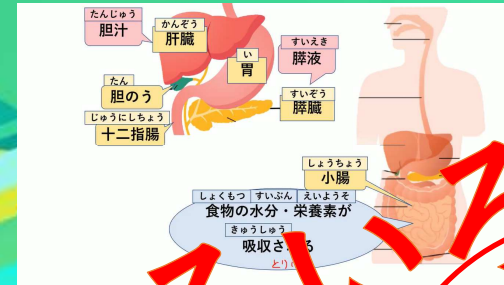 たんじゅう
胆汁
かんぞう
肝臓
い
胃
すいえき
膵液
たん
胆のう
すいぞう
膵臓
じゅうにしちょう
十二指腸
しょうちょう
小腸
しょくもつ すいぶん えいようそ
食物の水分・栄養素が
きゅうしゅう
吸収さ る
とり